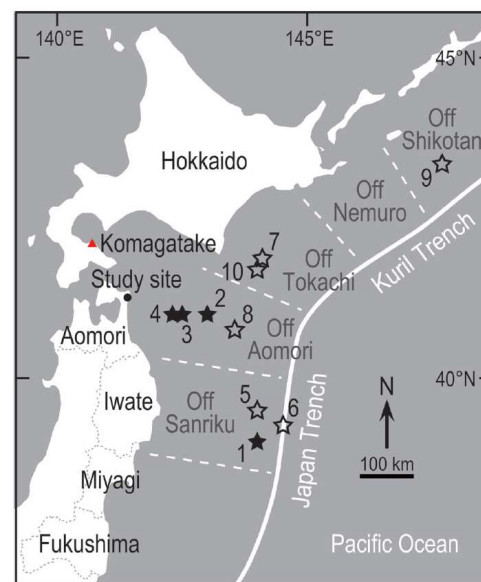 140°E
145°E
45°N
Off
Shikotan
9
Hokkaido
Off
Nemuro
7
10
Off
Tokachi
Kuril Trench
Komagatake
Study site
4
3
2
8
Off
Aomori
Aomori
40°N
Iwate
Off
Sanriku
5
6
1
Japan Trench
N
100 km
Miyagi
Fukushima
Pacific Ocean